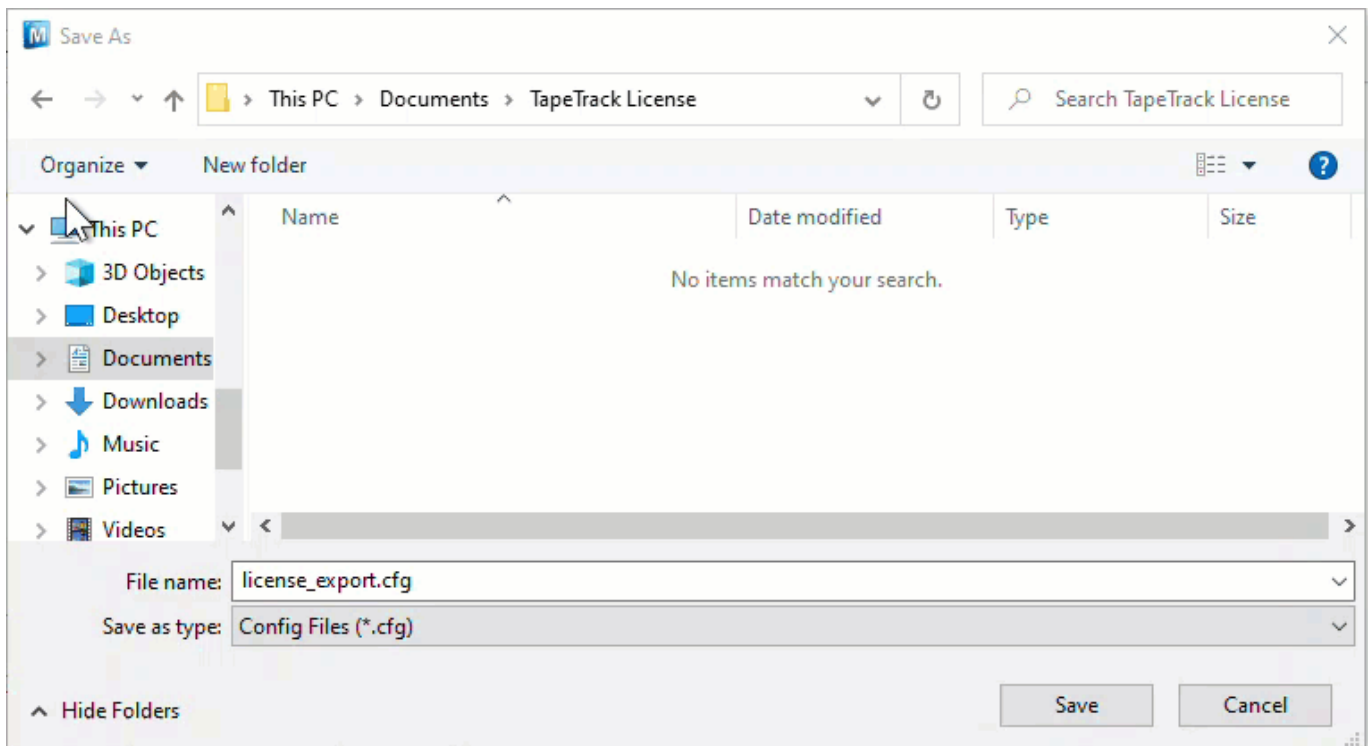 M Save As
This PC > Documents > TapeTrack License
Search TapeTrack License
Organize
New folder
?
Name
Date modified
Type
Size
This PC
3D Objects
Desktop
Documents
Downloads
Music
Pictures
Videos
No items match your search.
File name: license_export.cfg
Save as type: Config Files (*.cfg)
Hide Folders
Save
Cancel